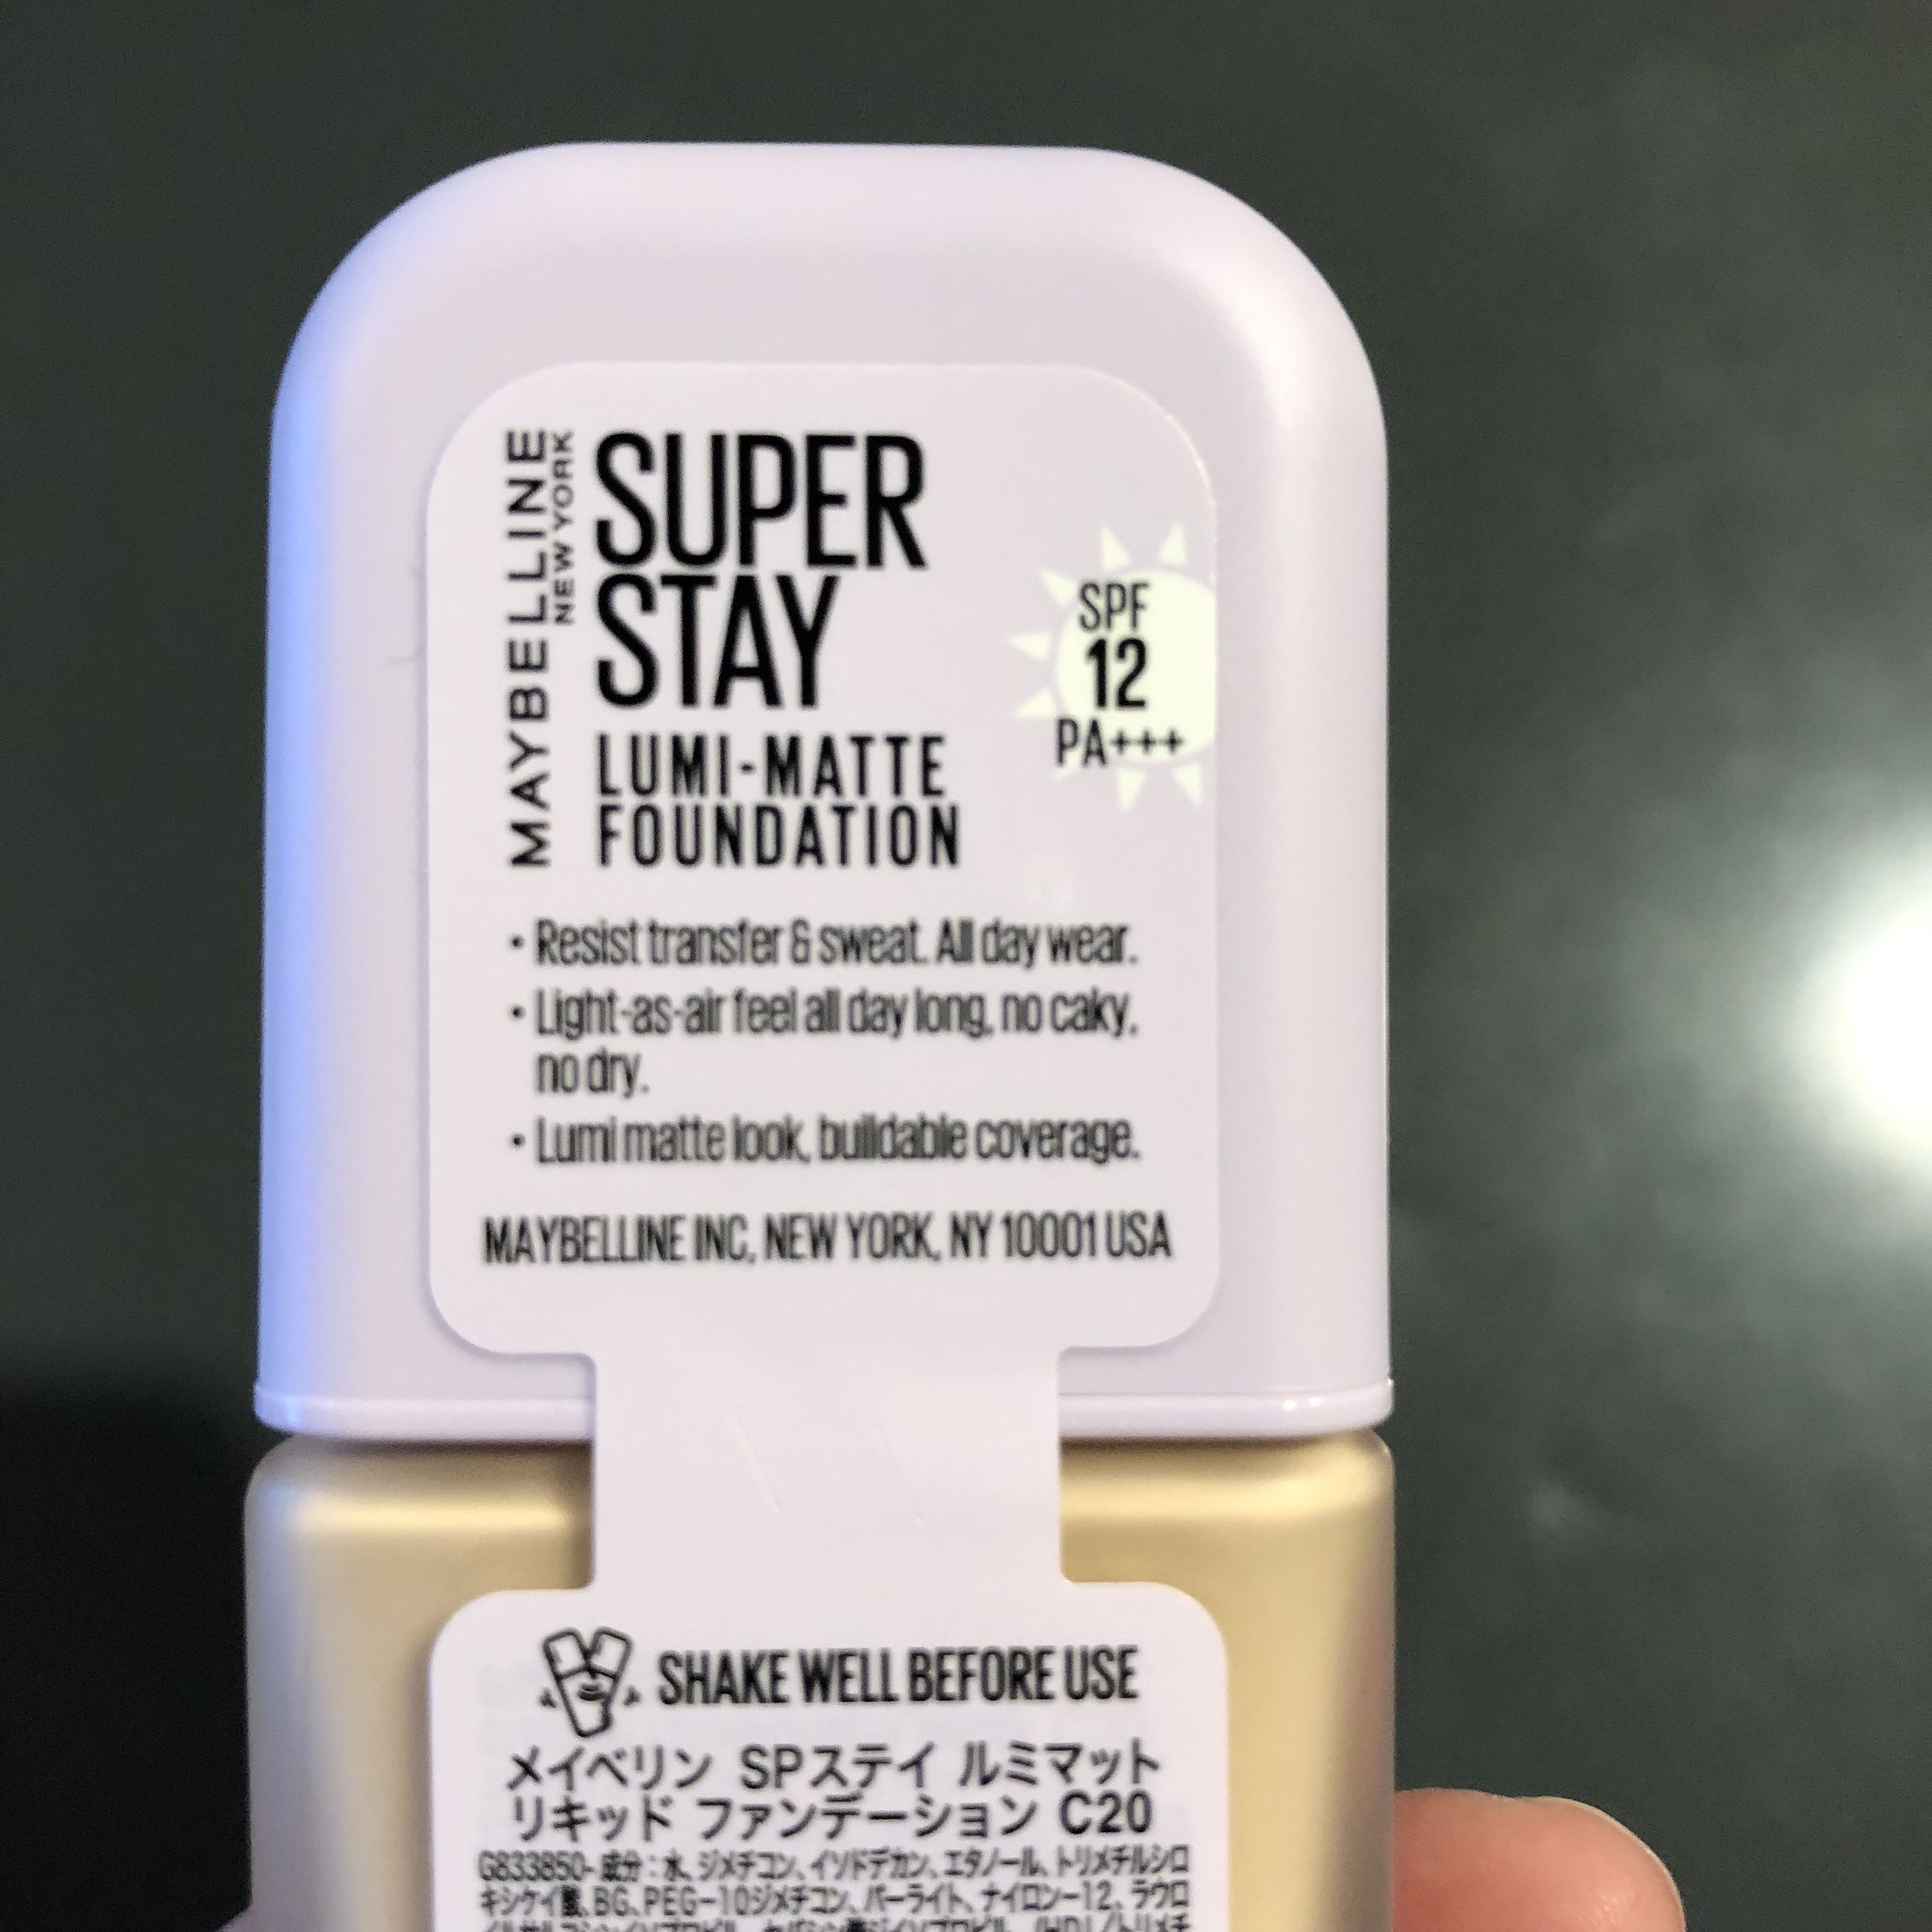 MAYBELLINE
NEW YORK
SUPER
STAY
LUMI-MATTE
FOUNDATION
SPF
12
PA+++
• Resist transfer & sweat. All day wear.
• Light-as-air feel all day long, no caky,
no dry.
• Lumi matte look, buildable coverage.
MAYBELLINE INC, NEW YORK, NY 10001 USA
SHAKE WELL BEFORE USE
メイベリン SPステイ ルミマット
リキッド ファンデーション C20
G833850- 成分：水、ジメチコン、イソドデカン、エタノール、トリメチルシロ
キシケイ酸、BG、PEG-10ジメチコン、パーライト、ナイロン-12、ラウロ